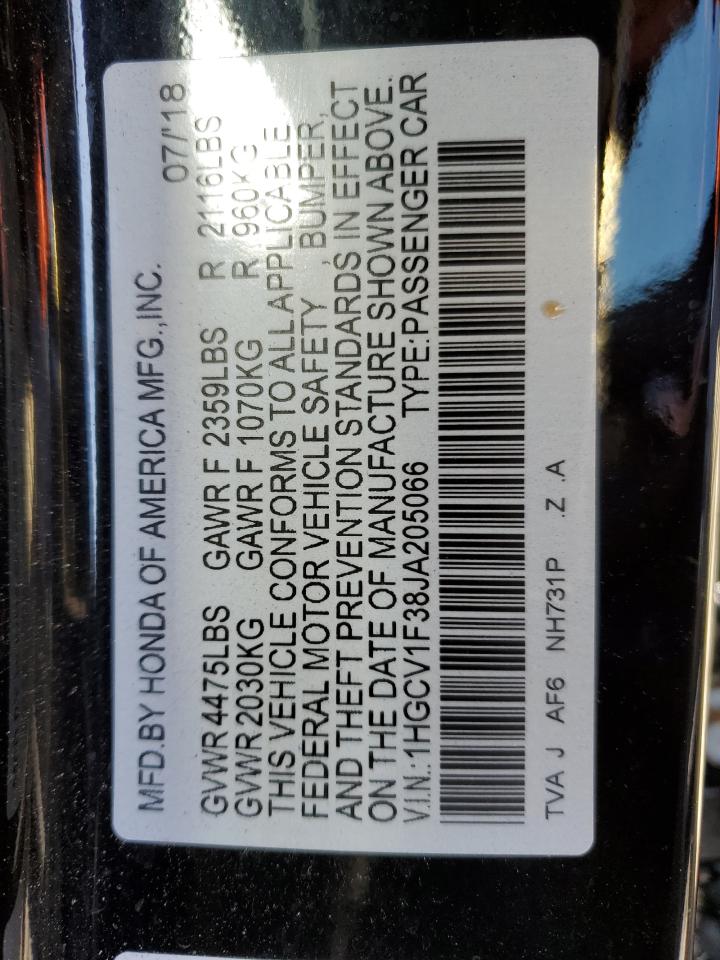 MFD.BY HONDA OF AMERICA MFG.,INC.
07/'18
GVWR 4475LBS GAWR F 2359LBS R 2116LBS
GVWR 2030KG GAWR F 1070KG R 960KG
THIS VEHICLE CONFORMS TO ALL APPLICABLE
FEDERAL MOTOR VEHICLE SAFETY , BUMPER,
AND THEFT PREVENTION STANDARDS IN EFFECT
ON THE DATE OF MANUFACTURE SHOWN ABOVE.
V.I.N.:1HGCV1F38JA205066 TYPE:PASSENGER CAR
TVA J AF6 NH731P .Z .A